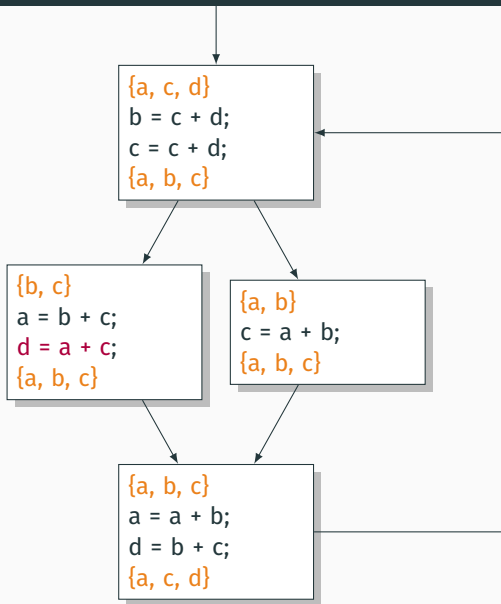 {a, c, d}
b = c + d;
c = c + d;
{a, b, c}
{b, c}
a = b + c;
d = a + c;
{a, b, c}
{a, b}
c = a + b;
{a, b, c}
{a, b, c}
a = a + b;
d = b + c;
{a, c, d}